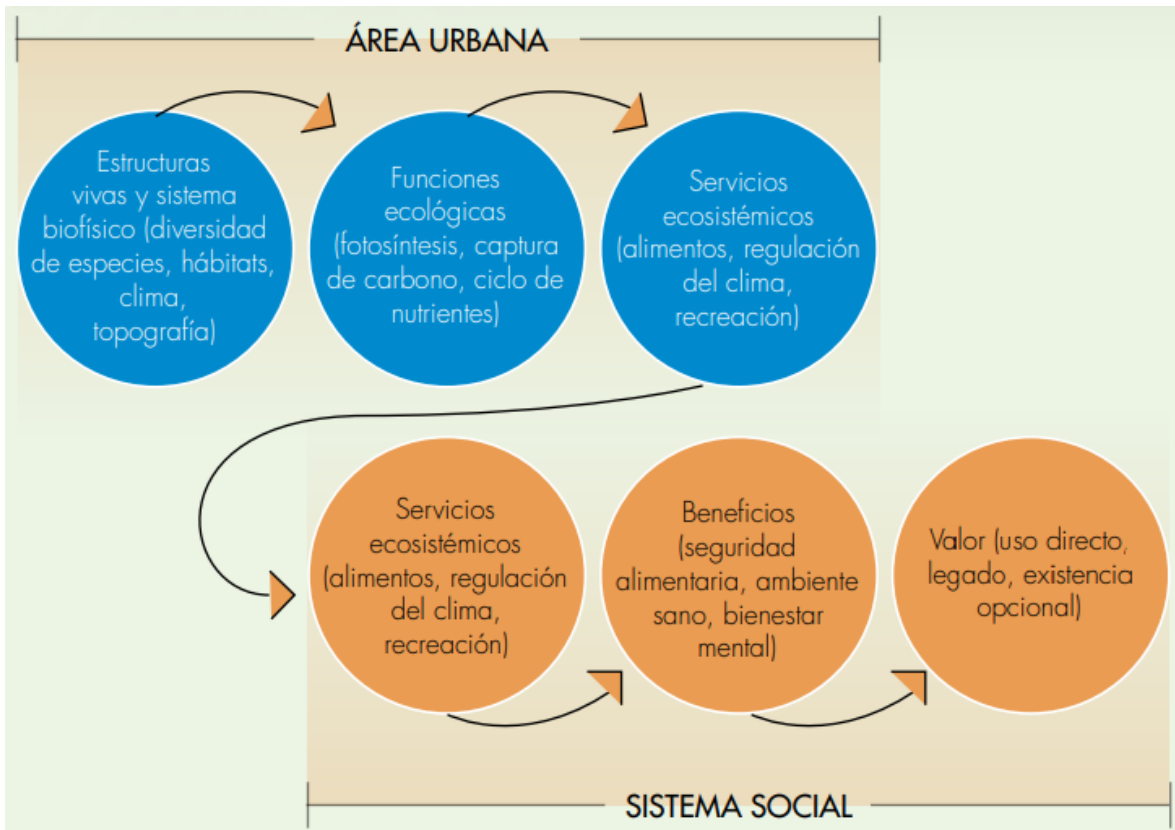 ÁREA URBANA
Estructuras
vivas y sistema
biofísico (diversidad
de especies, hábitats,
clima,
topografía)
Funciones
ecológicas
(fotosíntesis, captura
de carbono, ciclo de
nutrientes)
Servicios
ecosistémicos
(alimentos, regulación
del clima,
recreación)
Servicios
ecosistémicos
(alimentos, regulación
del clima,
recreación)
Beneficios
(seguridad
alimentaria, ambiente
sano, bienestar
mental)
Valor (uso directo,
legado, existencia
opcional)
SISTEMA SOCIAL